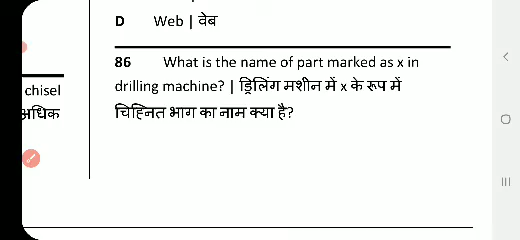 D Web | वेब
86 What is the name of part marked as x in
chisel
drilling machine? | ड्रिलिंग मशीन में x के रूप में
अधिक
चिह्नित भाग का नाम क्या है?